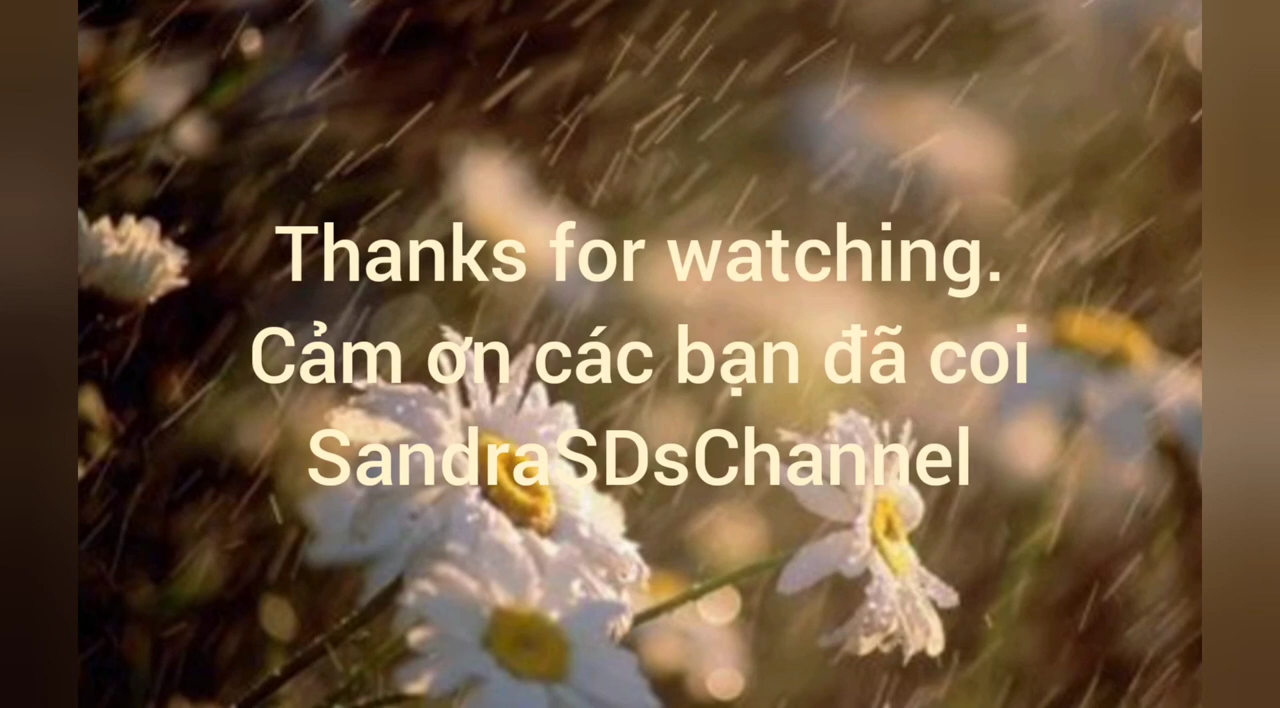 Thanks for watching.
Cảm ơn các bạn đã coi
SandraSDsChannel